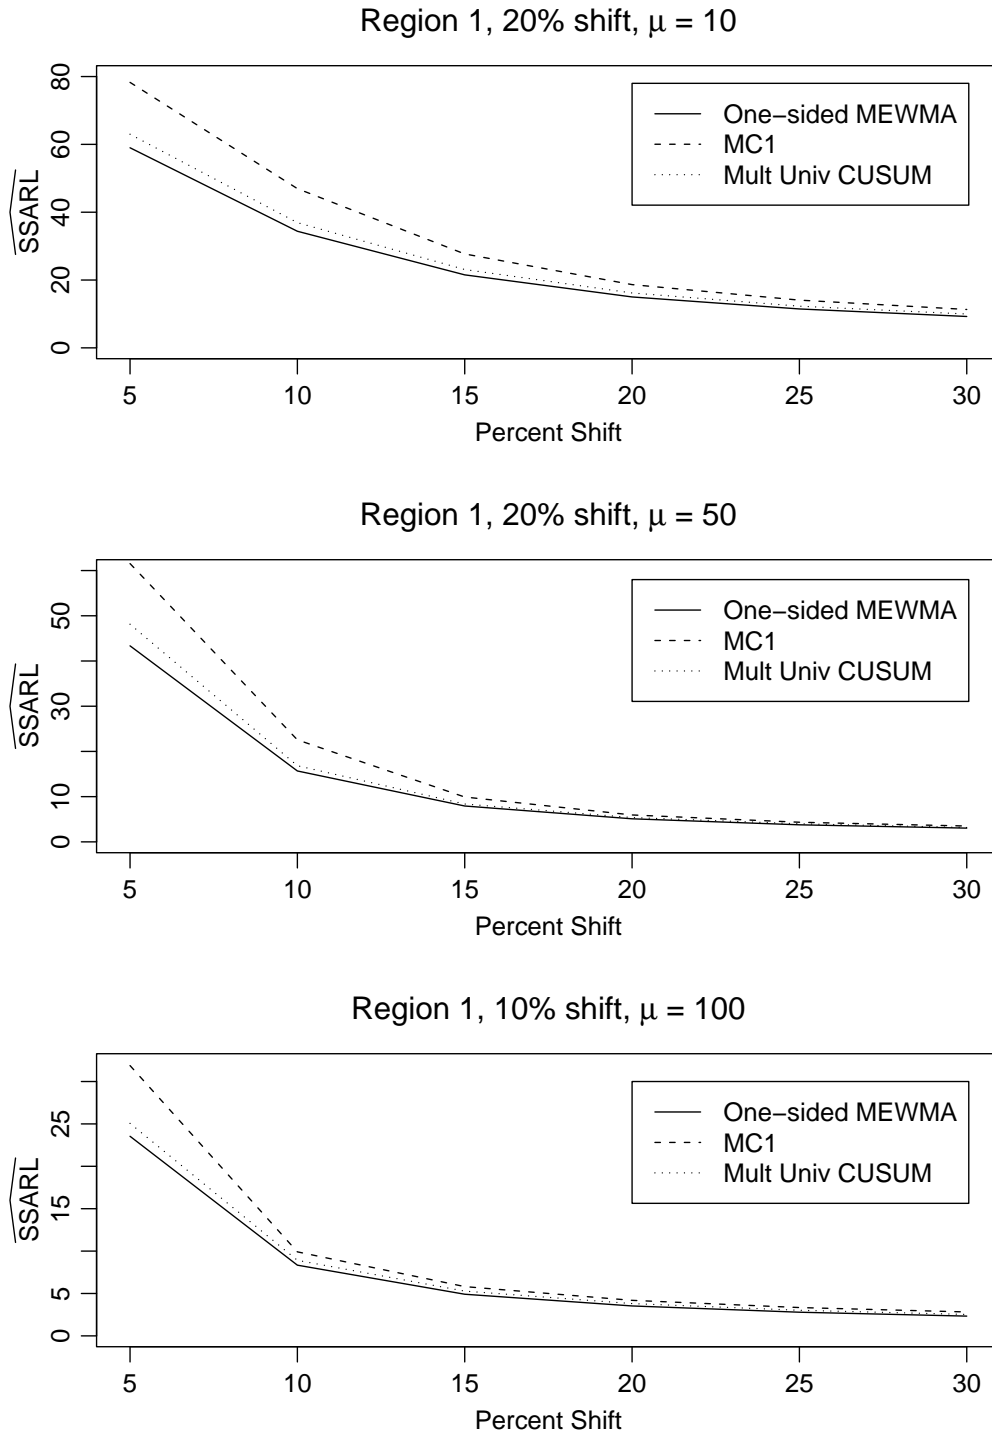 Region 1, 20% shift, μ = 10
80
60
40
20
0
SSARL
One−sided MEWMA
MC1
Mult Univ CUSUM
5 10 15 20 25 30
Percent Shift
Region 1, 20% shift, μ = 50
50
30
10
0
SSARL
One−sided MEWMA
MC1
Mult Univ CUSUM
5 10 15 20 25 30
Percent Shift
Region 1, 10% shift, μ = 100
25
15
5
0
SSARL
One−sided MEWMA
MC1
Mult Univ CUSUM
5 10 15 20 25 30
Percent Shift